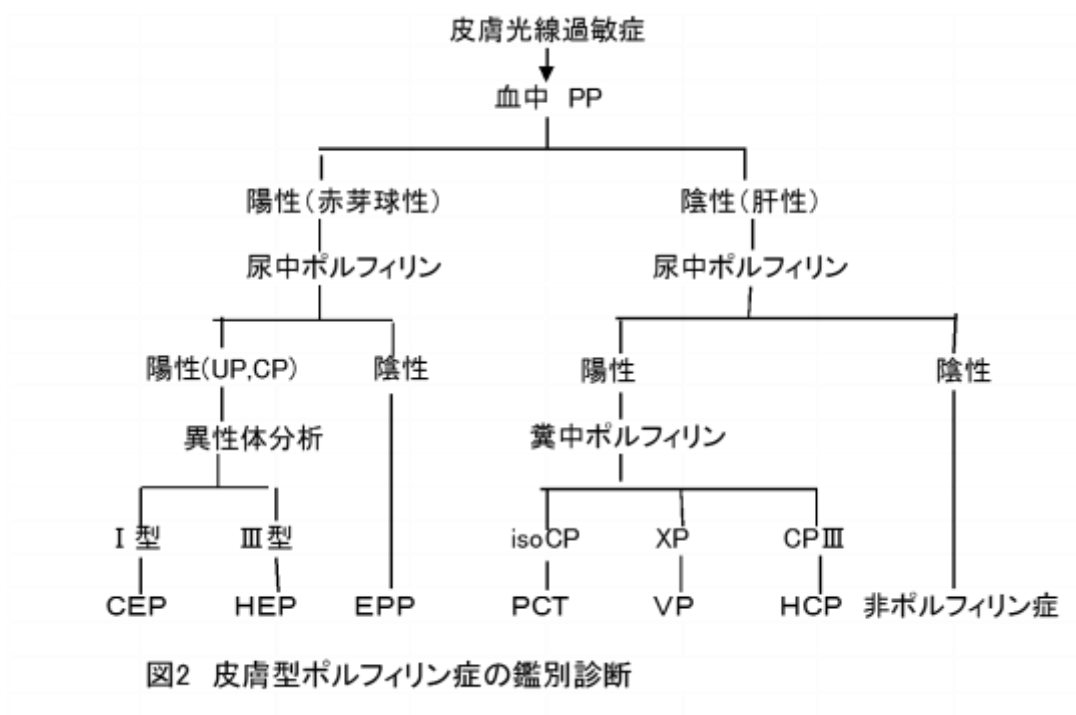 皮膚光線過敏症
血中 PP
陽性(赤芽球性) 陰性(肝性)
尿中ポルフィリン 尿中ポルフィリン
陽性(UP,CP) 陰性 陽性 陰性
異性体分析 糞中ポルフィリン
Ⅰ型 Ⅲ型 isoCP XP CPⅢ
CEP HEP EPP PCT VP HCP 非ポルフィリン症
図2 皮膚型ポルフィリン症の鑑別診断